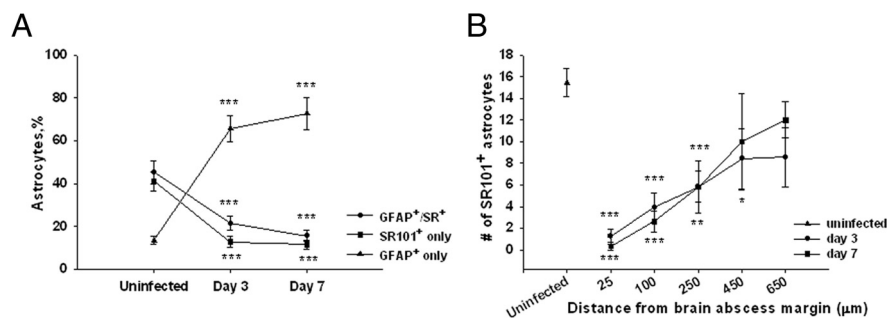 A
B
Astrocytes,%
100
80
60
40
20
0
***
***
***
***
***
***
Uninfected
Day 3
Day 7
GFAP⁺/SR⁺
SR101⁺ only
GFAP⁺ only
# of SR101⁺ astrocytes
18
16
14
12
10
8
6
4
2
0
***
***
***
***
***
**
*
Uninfected
25
100
250
450
650
Distance from brain abscess margin (µm)
uninfected
day 3
day 7